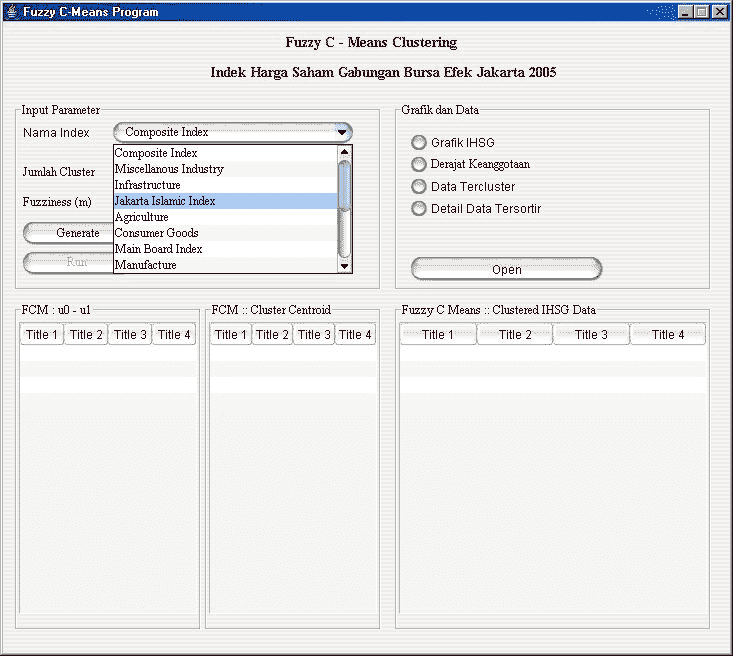 Fuzzy C-Means Program
Fuzzy C - Means Clustering
Indek Harga Saham Gabungan Bursa Efek Jakarta 2005
Input Parameter
Nama Index
Composite Index
Composite Index
Miscellanous Industry
Infrastructure
Jakarta Islamic Index
Agriculture
Consumer Goods
Main Board Index
Manufacture
Jumlah Cluster
Fuzziness (m)
Generate
Run
Grafik dan Data
Grafik IHSG
Derajat Keanggotaan
Data Tercluster
Detail Data Tersortir
Open
FCM : u0 - u1
Title 1 Title 2 Title 3 Title 4
FCM :: Cluster Centroid
Title 1 Title 2 Title 3 Title 4
Fuzzy C Means :: Clustered IHSG Data
Title 1 Title 2 Title 3 Title 4